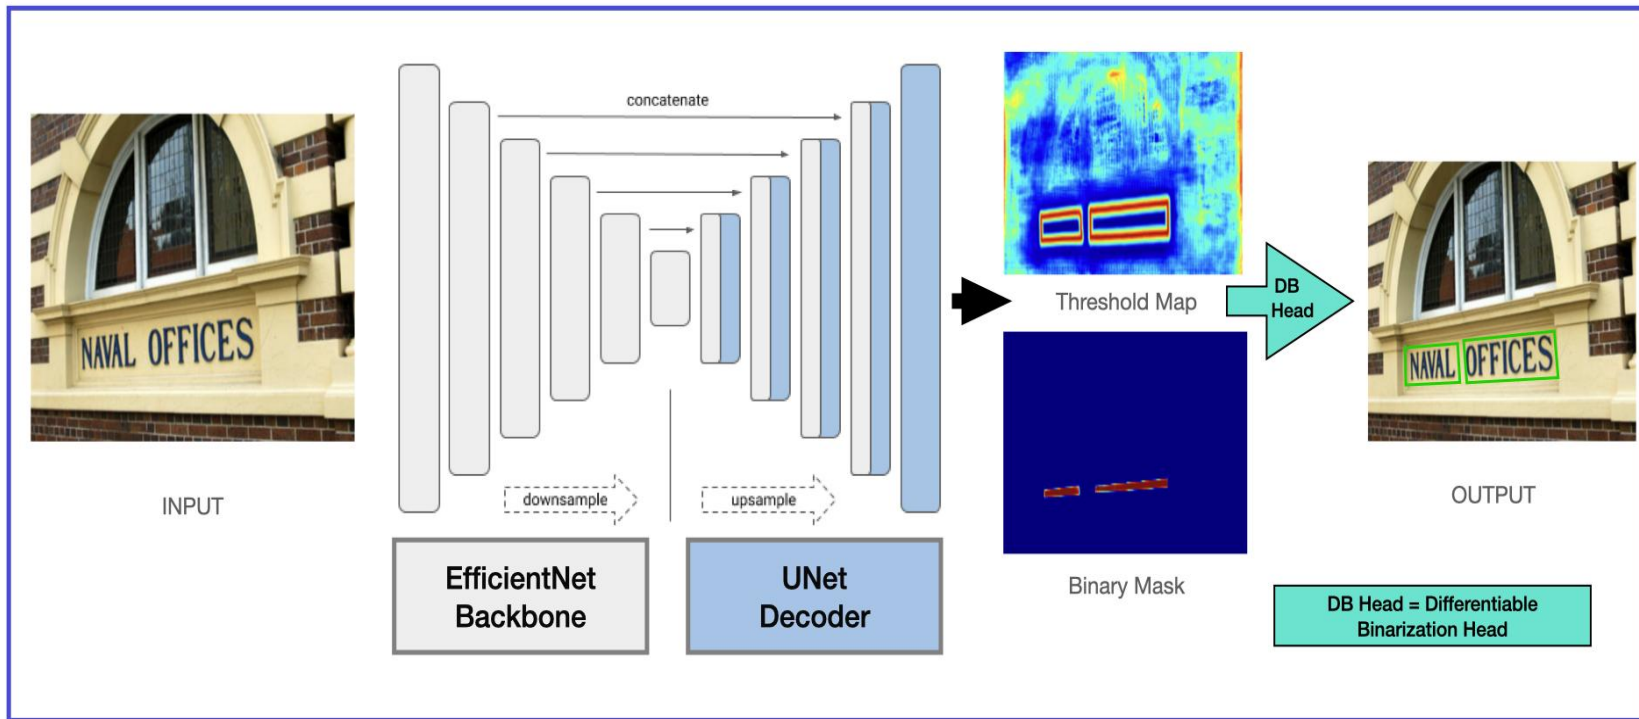 NAVAL OFFICES
INPUT
concatenate
downsample
upsample
EfficientNet
Backbone
UNet
Decoder
Threshold Map
Binary Mask
DB
Head
NAVAL OFFICES
OUTPUT
DB Head = Differentiable
Binarization Head